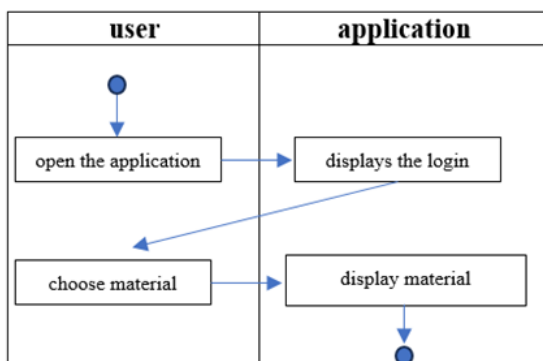 user
application
open the application
displays the login
choose material
display material